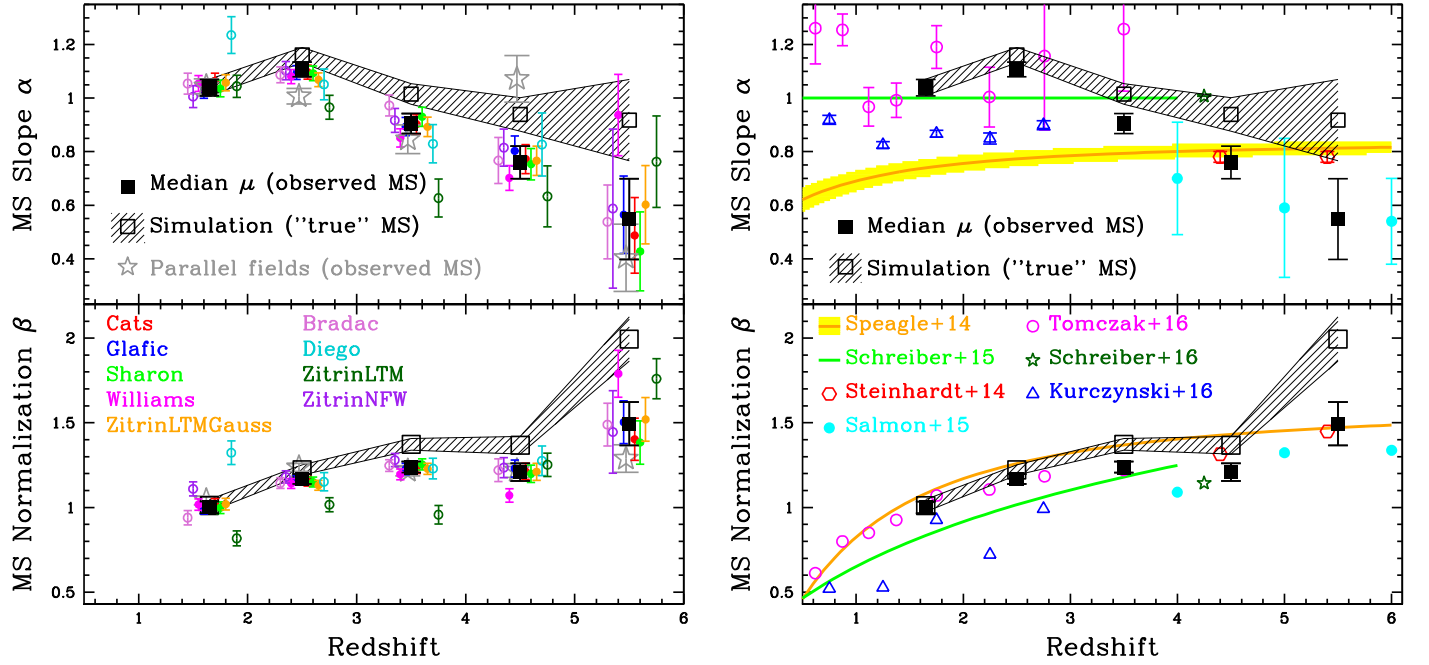 MS Slope α
1.2
1
0.8
0.6
0.4
Median μ (observed MS)
Simulation ("true" MS)
Parallel fields (observed MS)
MS Normalization β
2
1.5
1
0.5
Cats
Glafic
Sharon
Williams
ZitrinLTMGauss
Bradac
Diego
ZitrinLTM
ZitrinNFW
1 2 3 4 5 6
Redshift
MS Slope α
1.2
1
0.8
0.6
0.4
Median μ (observed MS)
Simulation ("true" MS)
MS Normalization β
2
1.5
1
0.5
Speagle+14
Schreiber+15
Steinhardt+14
Salmon+15
Tomczak+16
Schreiber+16
Kurczynski+16
1 2 3 4 5 6
Redshift